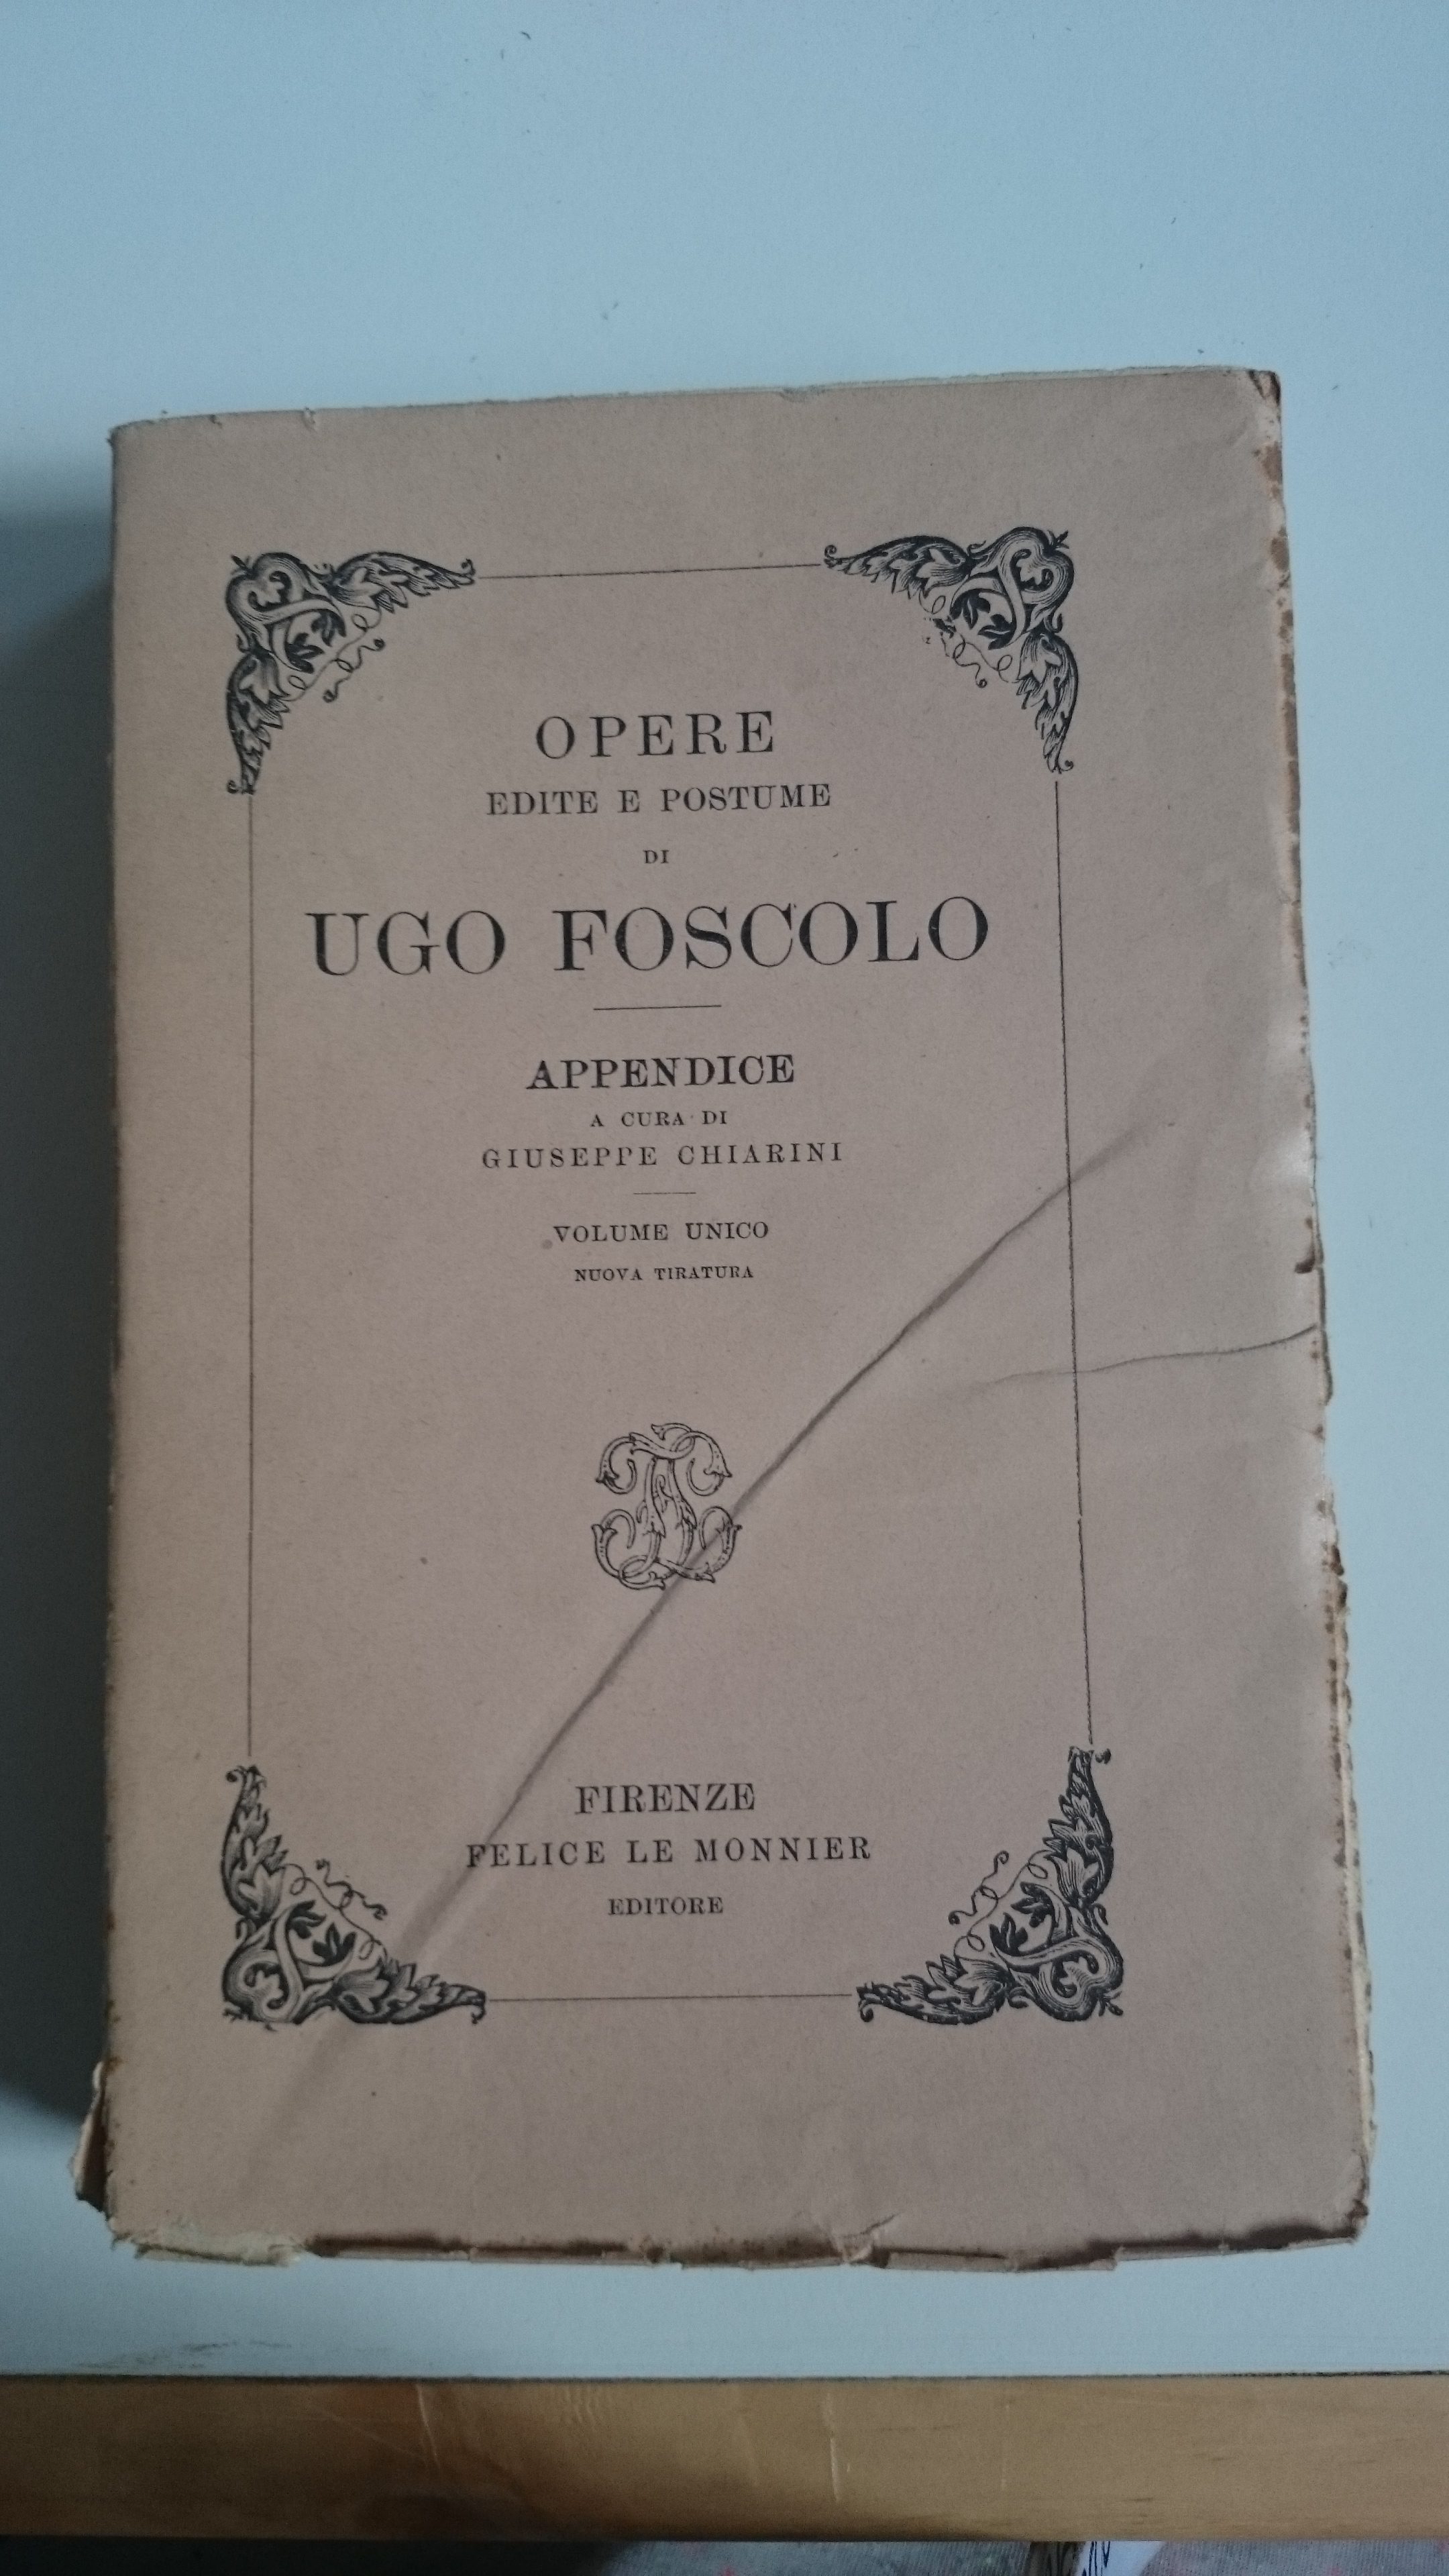 OPERE
EDITE E POSTUME
DI
UGO FOSCOLO
APPENDICE
A CURA DI
GIUSEPPE CHIARINI
VOLUME UNICO
NUOVA TIRATURA
FIRENZE
FELICE LE MONNIER
EDITORE